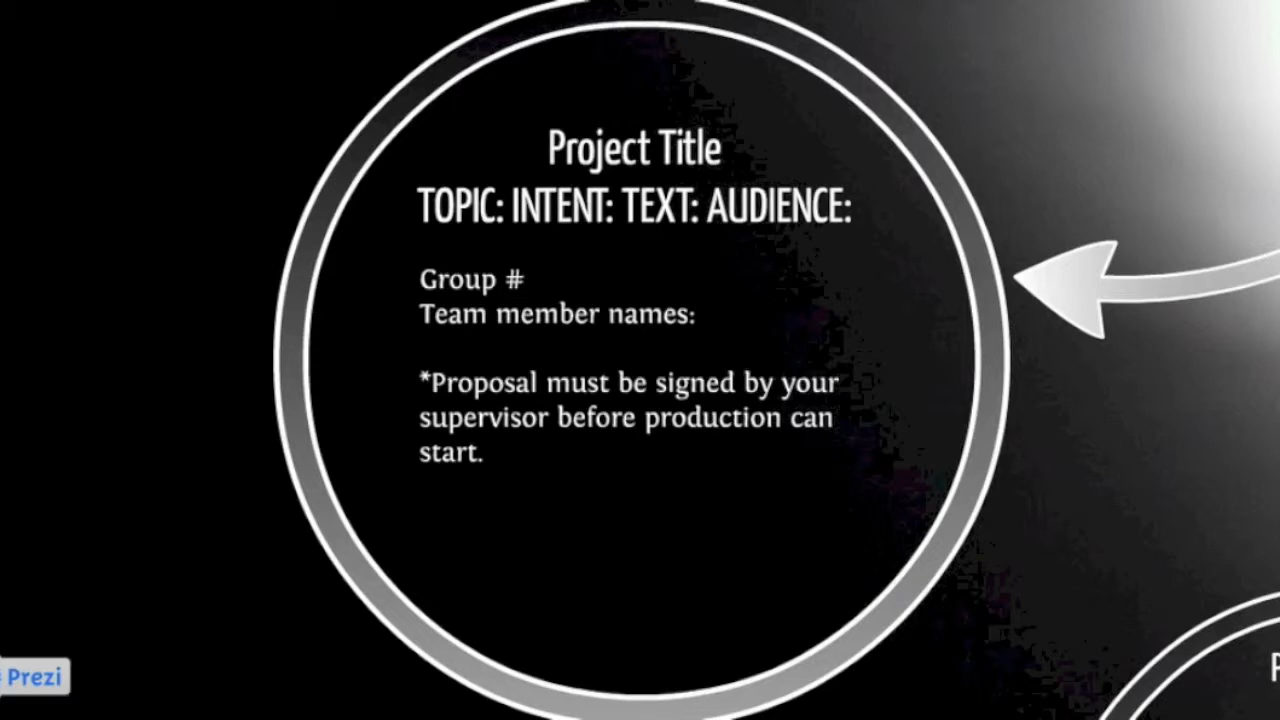 Project Title
TOPIC: INTENT: TEXT: AUDIENCE:
Group #
Team member names:
*Proposal must be signed by your
supervisor before production can
start.
Prezi